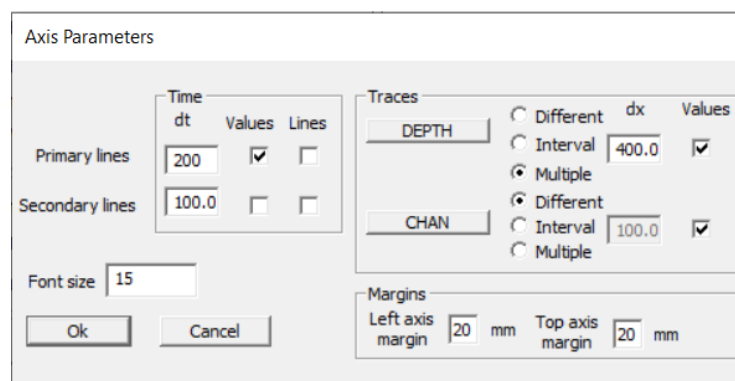 Axis Parameters
Time
dt Values Lines
Primary lines 200
Secondary lines 100.0
Font size 15
Ok Cancel
Traces
dx Values
DEPTH
Different
Interval 400.0
Multiple
CHAN
Different
Interval 100.0
Multiple
Margins
Left axis margin 20 mm Top axis margin 20 mm